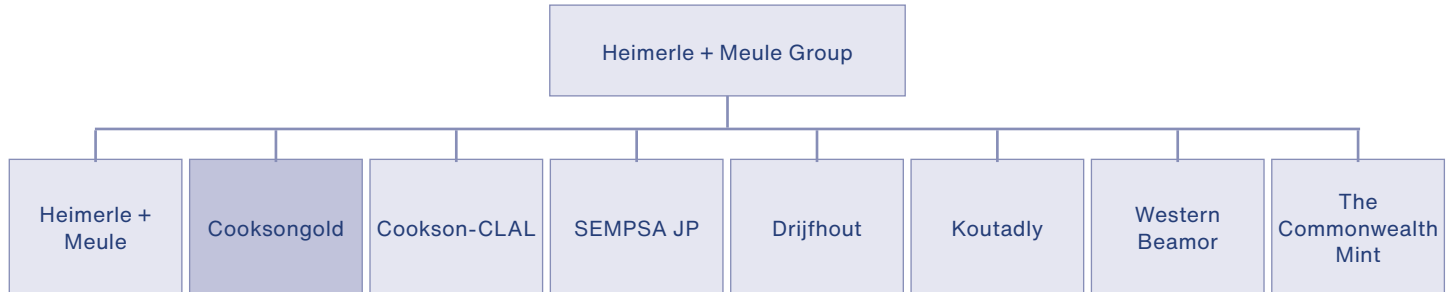 Heimerle + Meule Group
Heimerle +
Meule
Cooksongold
Cookson-CLAL
SEMPSA JP
Drijfhout
Koutadly
Western
Beamor
The
Commonwealth
Mint